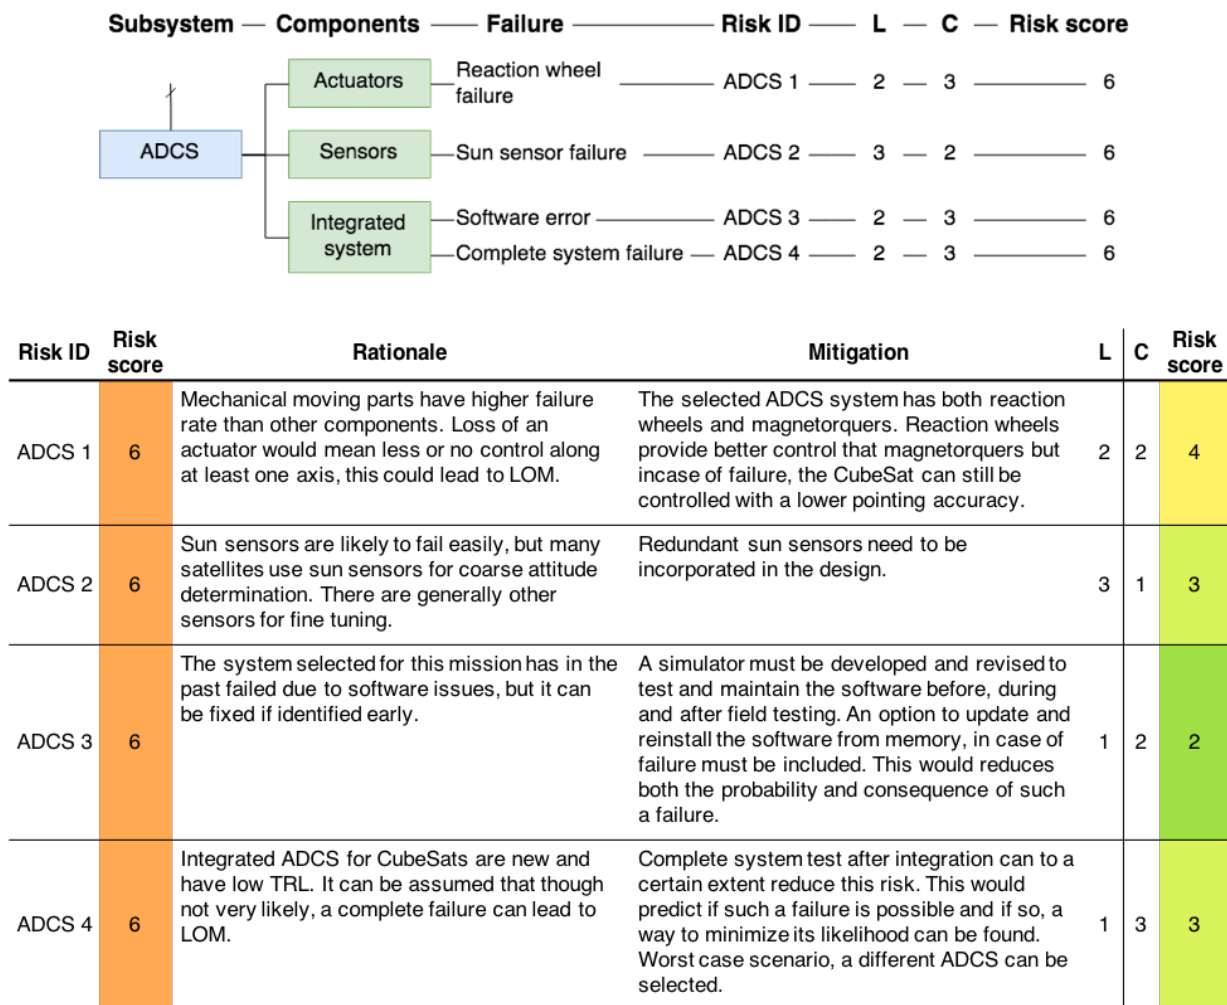 Subsystem — Components — Failure — Risk ID — L — C — Risk score
Actuators
Reaction wheel
failure
ADCS 1 — 2 — 3 — 6
ADCS
Sensors
Sun sensor failure — ADCS 2 — 3 — 2 — 6
Integrated
system
Software error — ADCS 3 — 2 — 3 — 6
Complete system failure — ADCS 4 — 2 — 3 — 6
Risk ID
Risk
score
Rationale
Mitigation
L
C
Risk
score
ADCS 1
6
Mechanical moving parts have higher failure
rate than other components. Loss of an
actuator would mean less or no control along
at least one axis, this could lead to LOM.
The selected ADCS system has both reaction
wheels and magnetorquers. Reaction wheels
provide better control that magnetorquers but
incase of failure, the CubeSat can still be
controlled with a lower pointing accuracy.
2
2
4
ADCS 2
6
Sun sensors are likely to fail easily, but many
satellites use sun sensors for coarse attitude
determination. There are generally other
sensors for fine tuning.
Redundant sun sensors need to be
incorporated in the design.
3
1
3
ADCS 3
6
The system selected for this mission has in the
past failed due to software issues, but it can
be fixed if identified early.
A simulator must be developed and revised to
test and maintain the software before, during
and after field testing. An option to update and
reinstall the software from memory, in case of
failure must be included. This would reduces
both the probability and consequence of such
a failure.
1
2
2
ADCS 4
6
Integrated ADCS for CubeSats are new and
have low TRL. It can be assumed that though
not very likely, a complete failure can lead to
LOM.
Complete system test after integration can to a
certain extent reduce this risk. This would
predict if such a failure is possible and if so, a
way to minimize its likelihood can be found.
Worst case scenario, a different ADCS can be
selected.
1
3
3